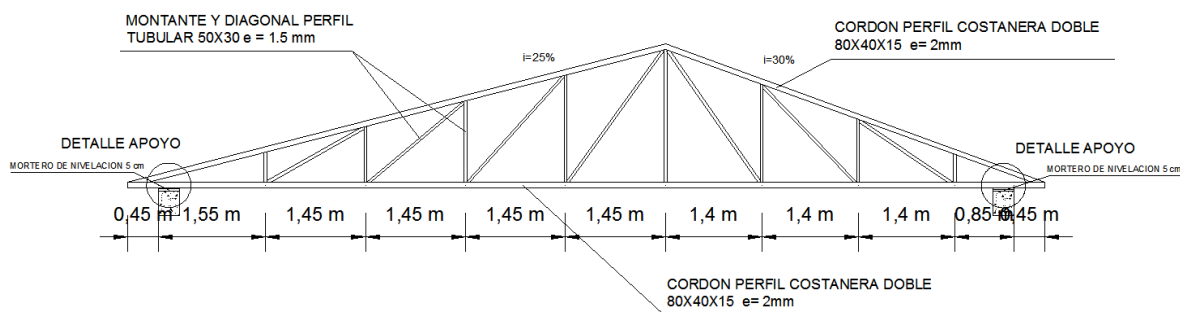 MONTANTE Y DIAGONAL PERFIL
TUBULAR 50X30 e = 1.5 mm
CORDON PERFIL COSTANERA DOBLE
80X40X15 e= 2mm
i=25%
i=30%
DETALLE APOYO
MORTERO DE NIVELACION 5 cm
DETALLE APOYO
MORTERO DE NIVELACION 5 cm
0,45 m
1,55 m
1,45 m
1,45 m
1,45 m
1,45 m
1,4 m
1,4 m
1,4 m
0,85 m
0,45 m
CORDON PERFIL COSTANERA DOBLE
80X40X15 e= 2mm